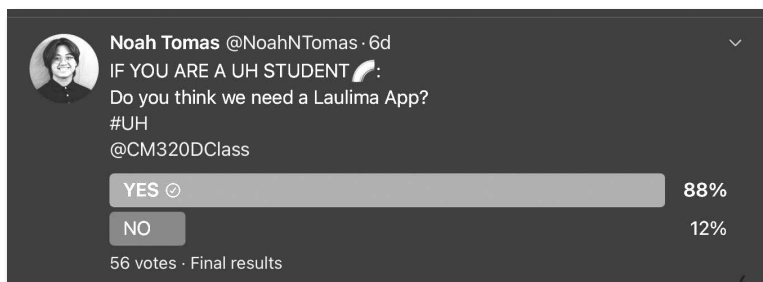 Noah Tomas @NoahNTomas · 6d
IF YOU ARE A UH STUDENT🌈:
Do you think we need a Laulima App?
#UH
@CM320DClass
YES 88%
NO 12%
56 votes · Final results